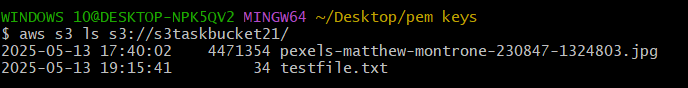 WINDOWS 10@DESKTOP-NPK5QV2 MINGW64 ~/Desktop/pem keys
$ aws s3 ls s3://s3taskbucket21/
2025-05-13 17:40:02    4471354 pexels-matthew-montrone-230847-1324803.jpg
2025-05-13 19:15:41         34 testfile.txt